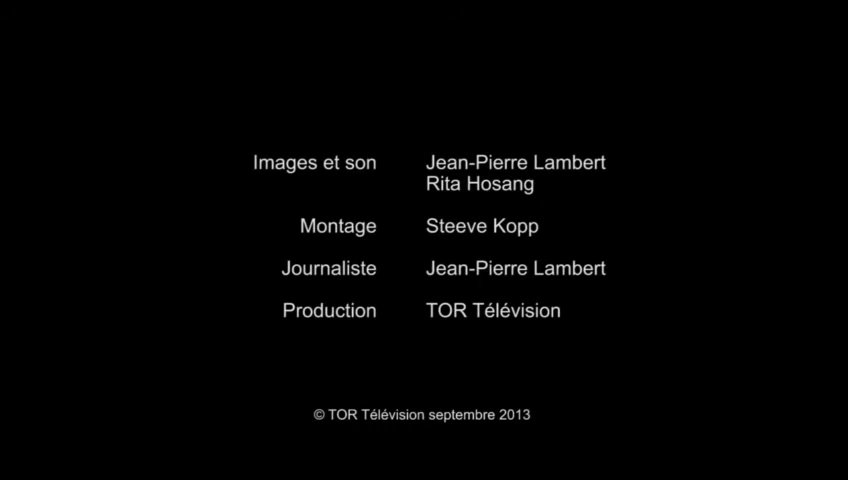 Images et son Jean-Pierre Lambert
Rita Hosang
Montage Steeve Kopp
Journaliste Jean-Pierre Lambert
Production TOR Télévision
© TOR Télévision septembre 2013